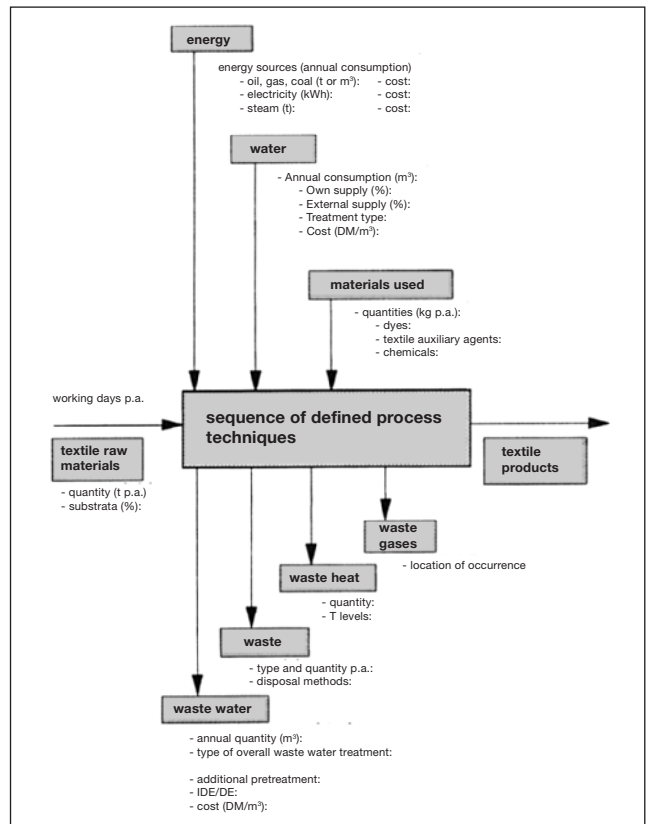 energy
energy sources (annual consumption)
- oil, gas, coal (t or m³): - cost:
- electricity (kWh): - cost:
- steam (t): - cost:
water
- Annual consumption (m³):
- Own supply (%):
- External supply (%):
- Treatment type:
- Cost (DM/m³):
materials used
- quantities (kg p.a.):
- dyes:
- textile auxiliary agents:
- chemicals:
working days p.a.
sequence of defined process
techniques
textile raw
materials
- quantity (t p.a.)
- substrata (%):
textile
products
waste
gases
- location of occurrence
waste heat
- quantity:
- T levels:
waste
- type and quantity p.a.:
- disposal methods:
waste water
- annual quantity (m³):
- type of overall waste water treatment:
- additional pretreatment:
- IDE/DE:
- cost (DM/m³):